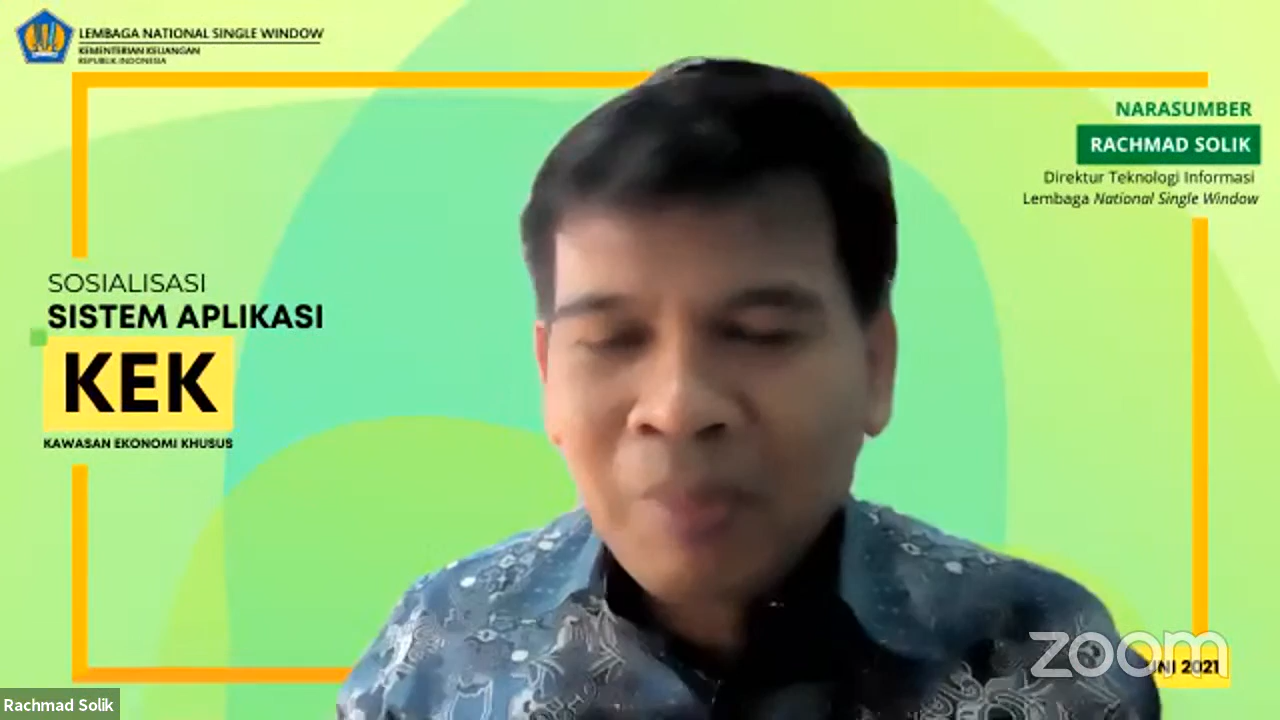 LEMBAGA NATIONAL SINGLE WINDOW
KEMENTERIAN KEUANGAN
REPUBLIK INDONESIA
NARASUMBER
RACHMAD SOLIK
Direktur Teknologi Informasi
Lembaga National Single Window
SOSIALISASI
SISTEM APLIKASI
KEK
KAWASAN EKONOMI KHUSUS
zoom
UNI 2021
Rachmad Solik